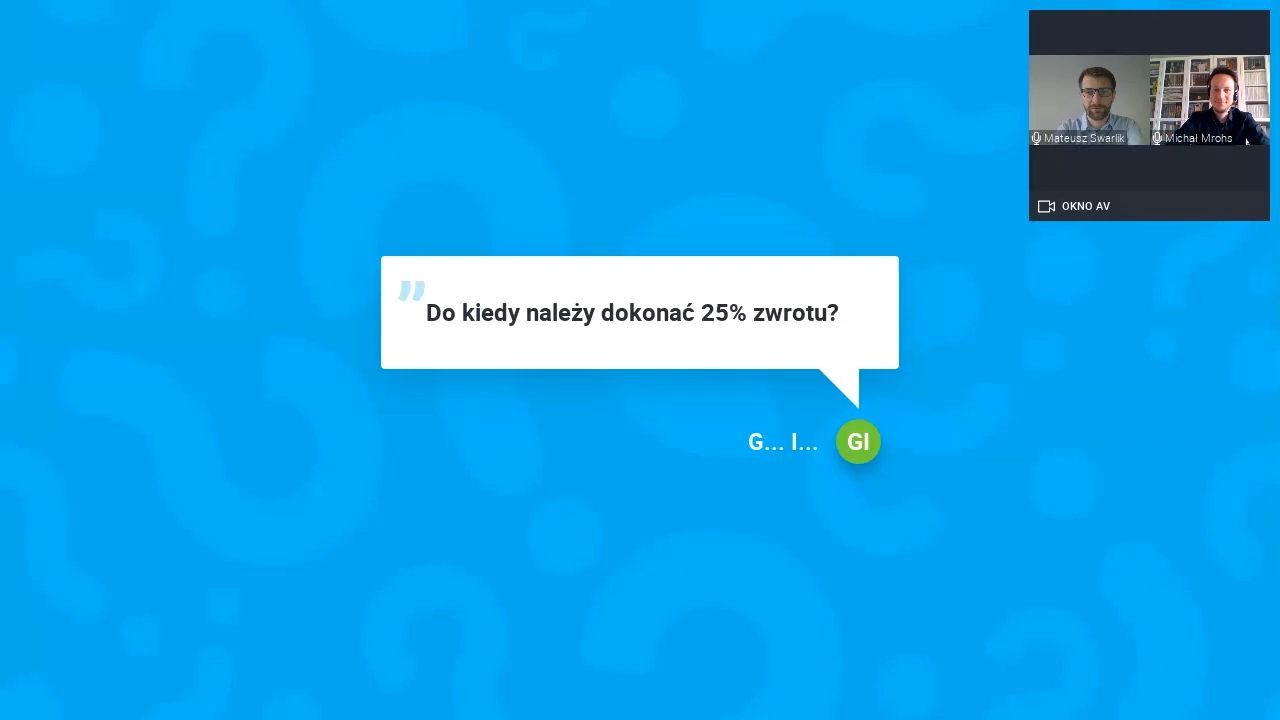 Mateusz Swarlik
Michał Mrohs
OKNO AV
” Do kiedy należy dokonać 25% zwrotu?
G... I... GI